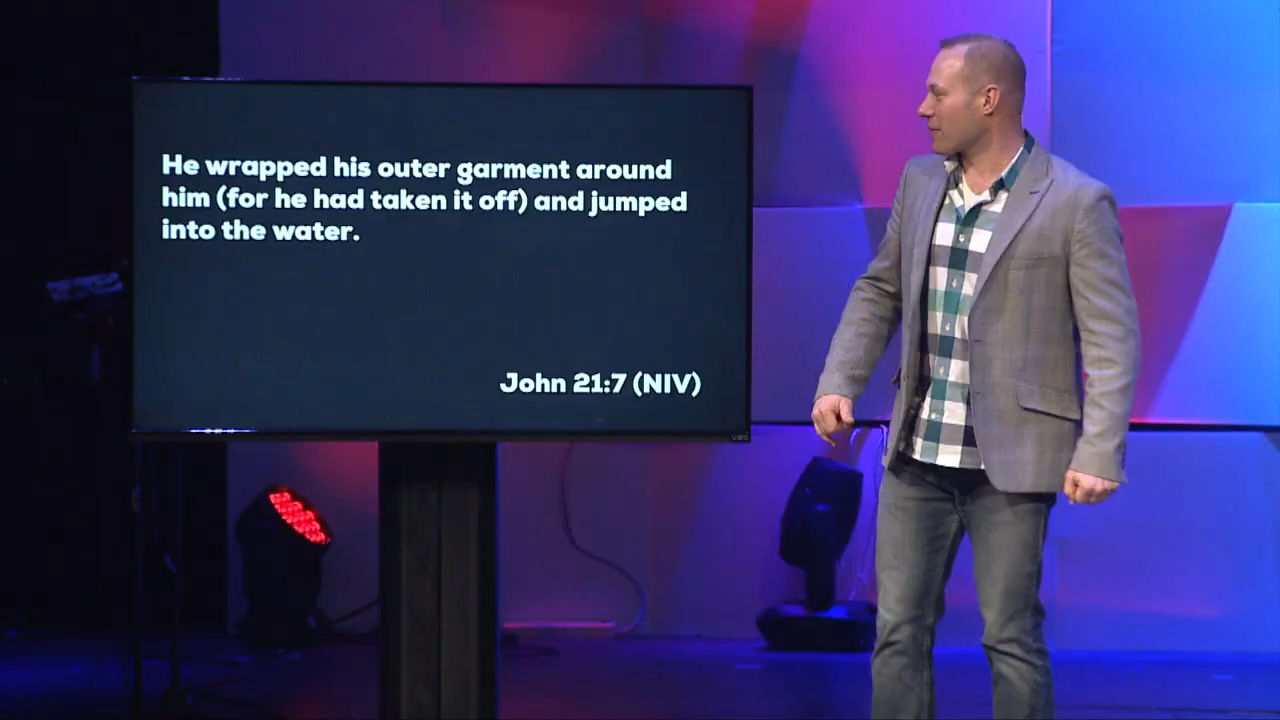 He wrapped his outer garment around
him (for he had taken it off) and jumped
into the water.
John 21:7 (NIV)